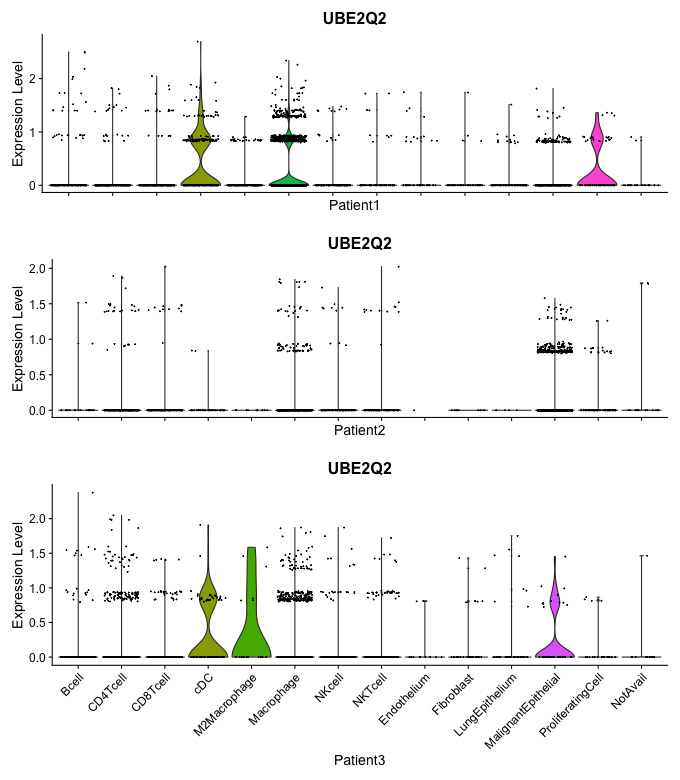 UBE2Q2
Expression Level
2
1
0
Patient1
UBE2Q2
Expression Level
2.0
1.5
1.0
0.5
0.0
Patient2
UBE2Q2
Expression Level
2.0
1.5
1.0
0.5
0.0
Bcell
CD4Tcell
CD8Tcell
cDC
M2Macrophage
Macrophage
NKcell
NKTcell
Endothelium
Fibroblast
LungEpithelium
MalignantEpithelial
ProliferatingCell
NotAvail
Patient3